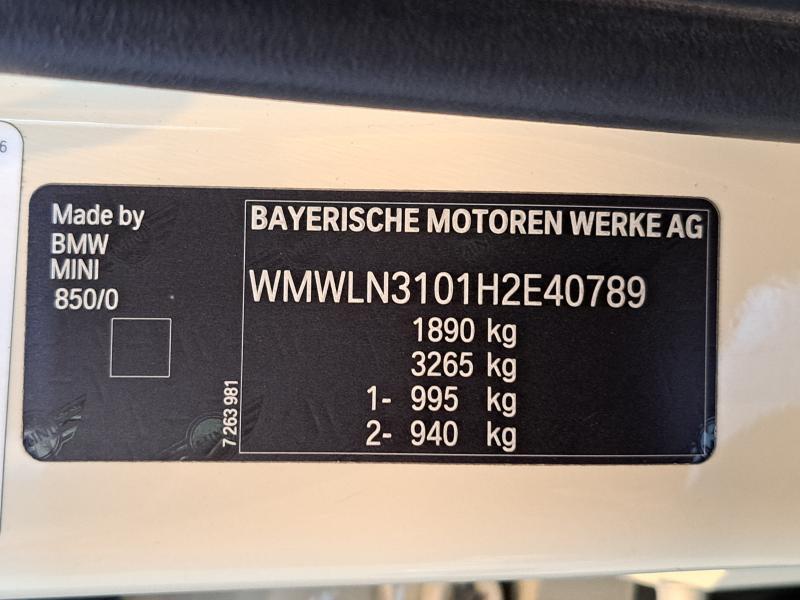 6
Made by
BMW
MINI
850/0
7 263 981
BAYERISCHE MOTOREN WERKE AG
WMWLN3101H2E40789
1890 kg
3265 kg
1- 995 kg
2- 940 kg